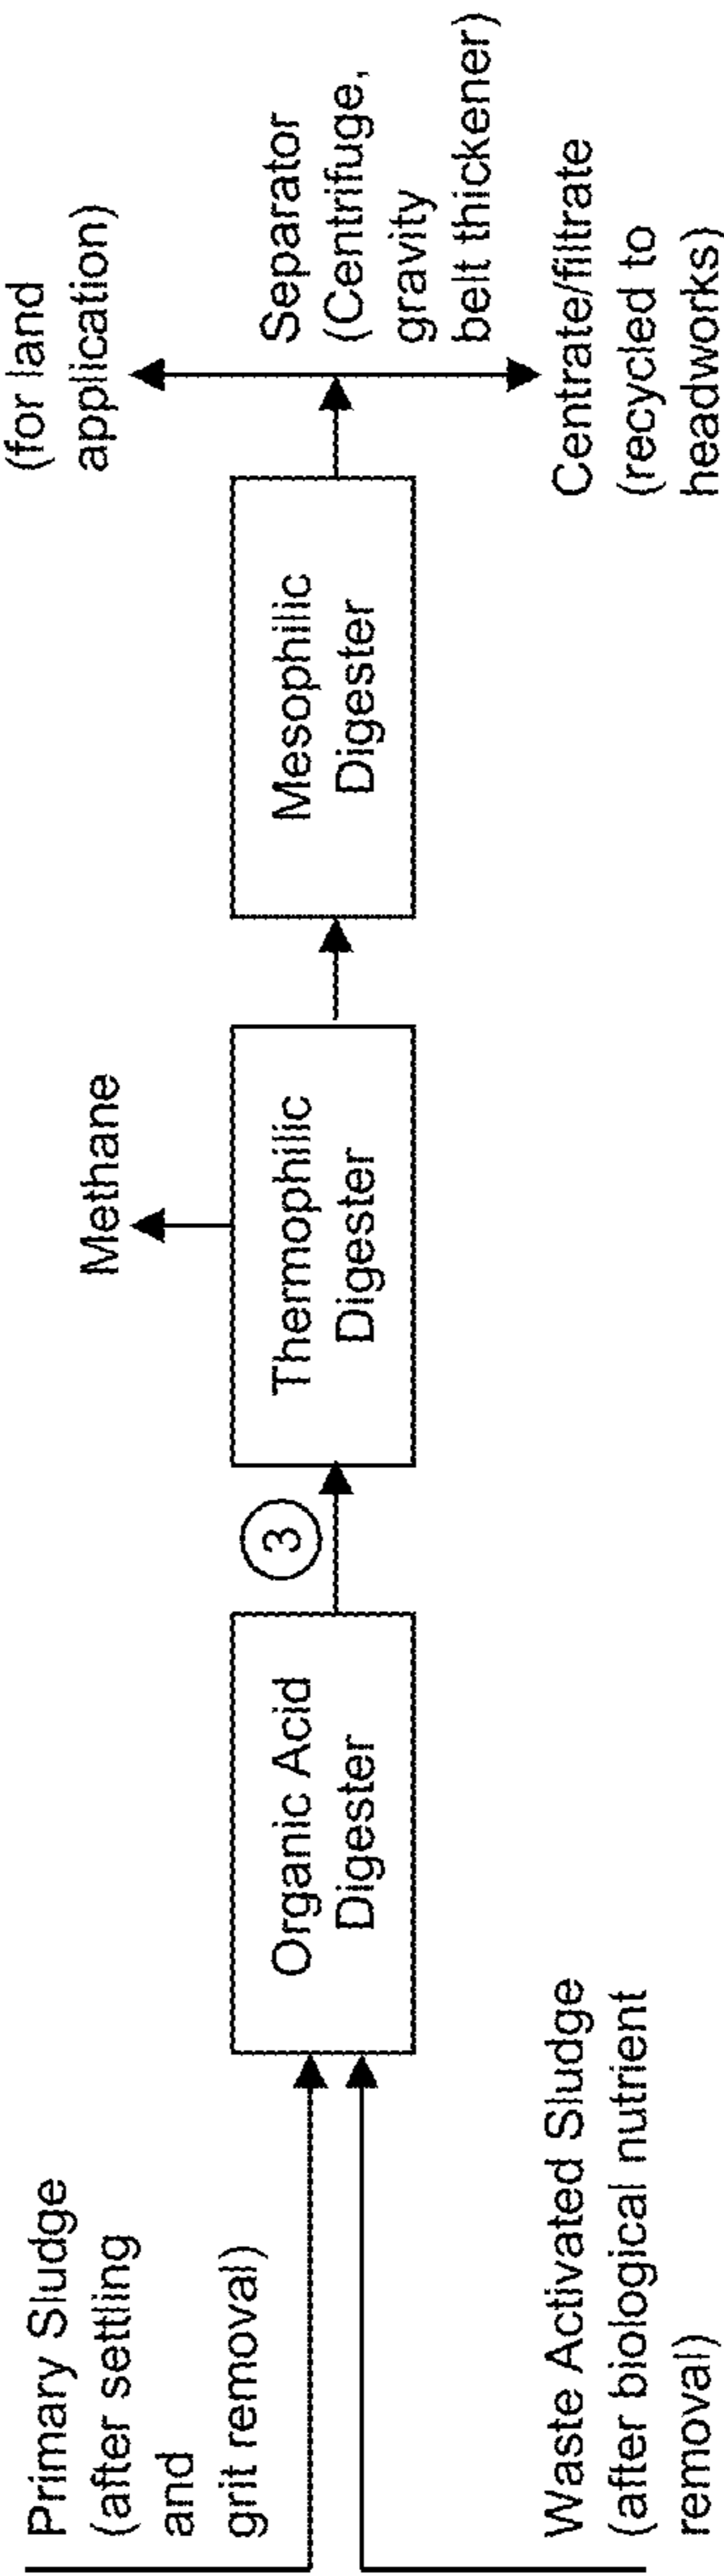 Primary Sludge
(after settling
and
grit removal)
Waste Activated Sludge
(after biological nutrient
removal)
Organic Acid
Digester
3
Thermophilic
Digester
Methane
Mesophilic
Digester
(for land
application)
Separator
(Centrifuge,
gravity
belt thickener)
Centrate/filtrate
(recycled to
headworks)